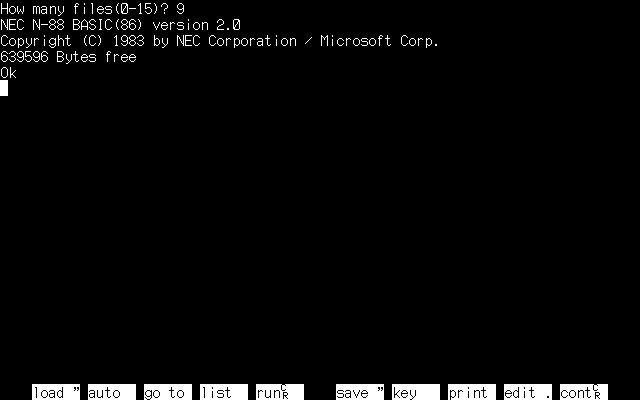 How many files(0-15)? 9
NEC N-88 BASIC(86) version 2.0
Copyright (C) 1983 by NEC Corporation / Microsoft Corp.
639596 Bytes free
Ok
load " auto go to list run␍ save " key print edit . cont␍